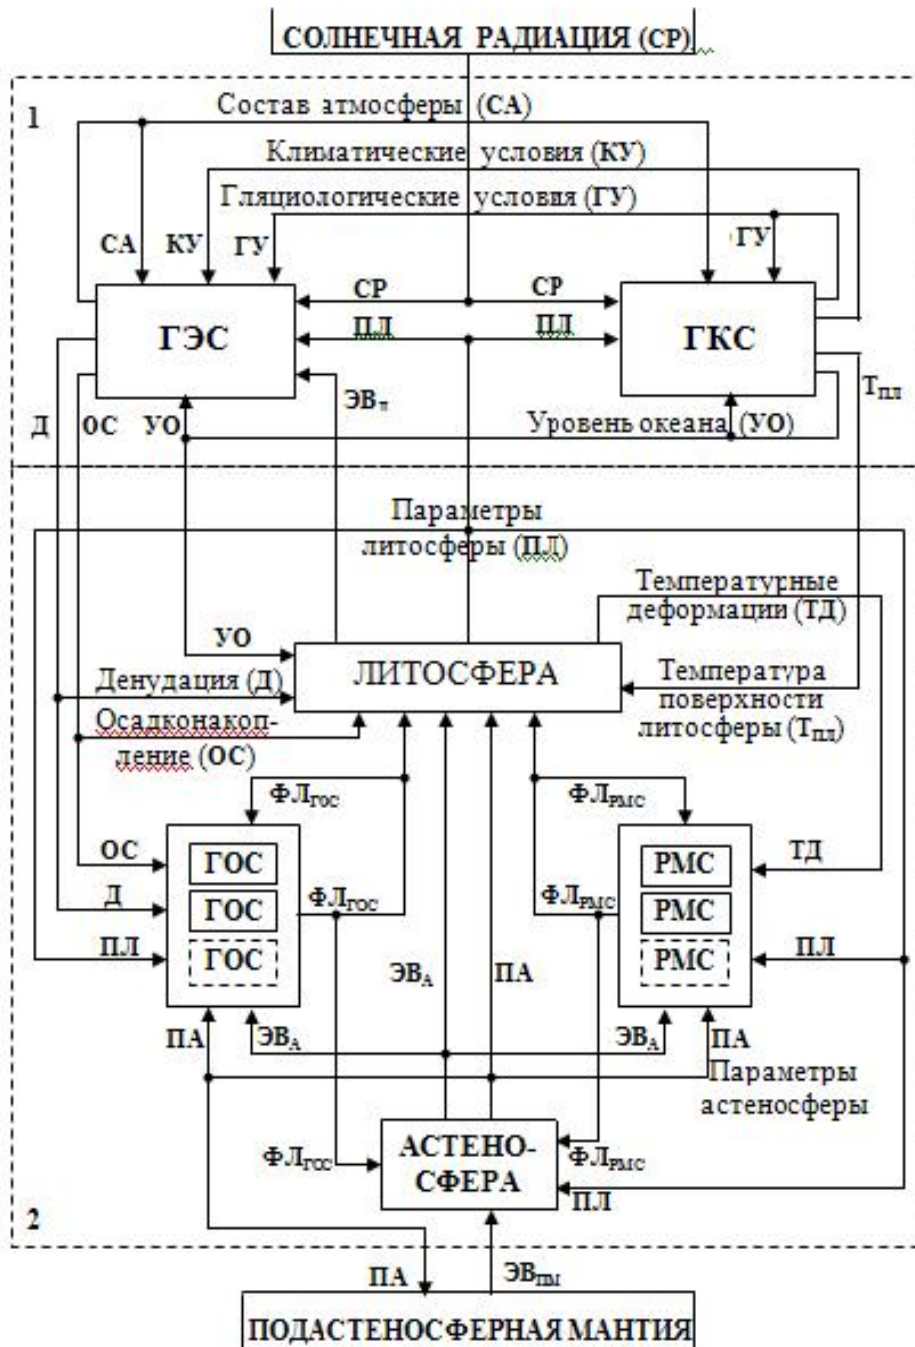 СОЛНЕЧНАЯ РАДИАЦИЯ (СР)
1
Состав атмосферы (СА)
Климатические условия (КУ)
Гляциологические условия (ГУ)
СА
КУ
ГУ
ГУ
СР
СР
ГЭС
ПЛ
ПЛ
ГКС
ЭВл
Тпл
Д
ОС
УО
Уровень океана (УО)
Параметры
литосферы (ПЛ)
Температурные
деформации (ТД)
УО
ЛИТОСФЕРА
Денудация (Д)
Температура
поверхности
литосферы (Тпл)
Осадконакоп-
ление (ОС)
ФЛГОС
ФЛРМС
ОС
ГОС
РМС
ТД
Д
ГОС
ФЛГОС
ФЛРМС
РМС
ПЛ
ГОС
ЭВА
ПА
РМС
ПЛ
ПА
ЭВА
ЭВА
ПА
Параметры
астеносферы
ФЛГОС
АСТЕНО-
СФЕРА
ФЛРМС
ПЛ
2
ПА
ЭВПМ
ПОДАСТЕНОСФЕРНАЯ МАНТИЯ